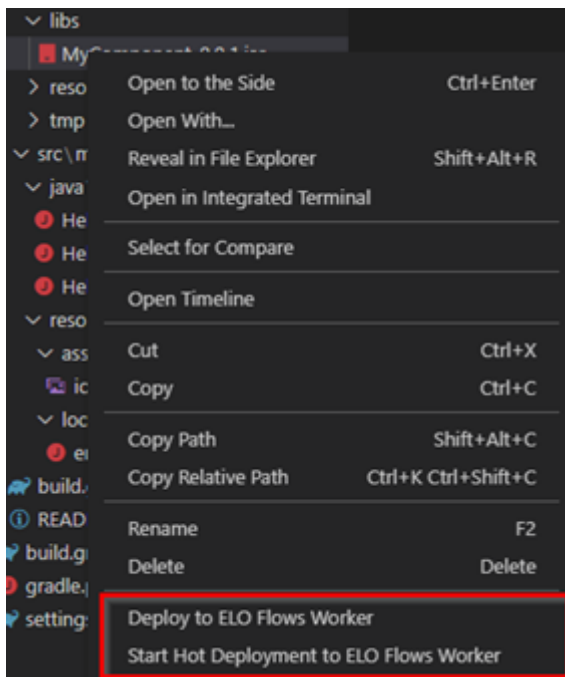 libs
Open to the Side Ctrl+Enter
reso
Open With...
tmp
Reveal in File Explorer Shift+Alt+R
java
Open in Integrated Terminal
He
Select for Compare
He
He
Open Timeline
reso
ass
Cut Ctrl+X
ic
Copy Ctrl+C
loc
Copy Path Shift+Alt+C
Copy Relative Path Ctrl+K Ctrl+Shift+C
build.
READ
Rename F2
build.g
Delete Delete
gradle.
setting
Deploy to ELO Flows Worker
Start Hot Deployment to ELO Flows Worker